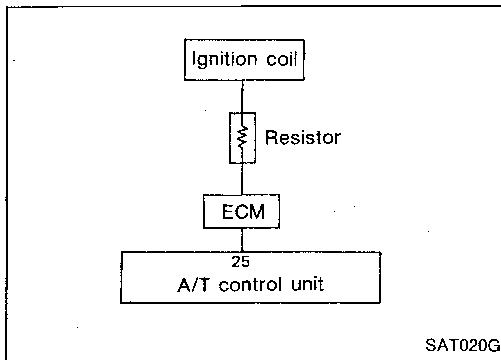 Ignition coil
Resistor
ECM
25
A/T control unit
SAT020G